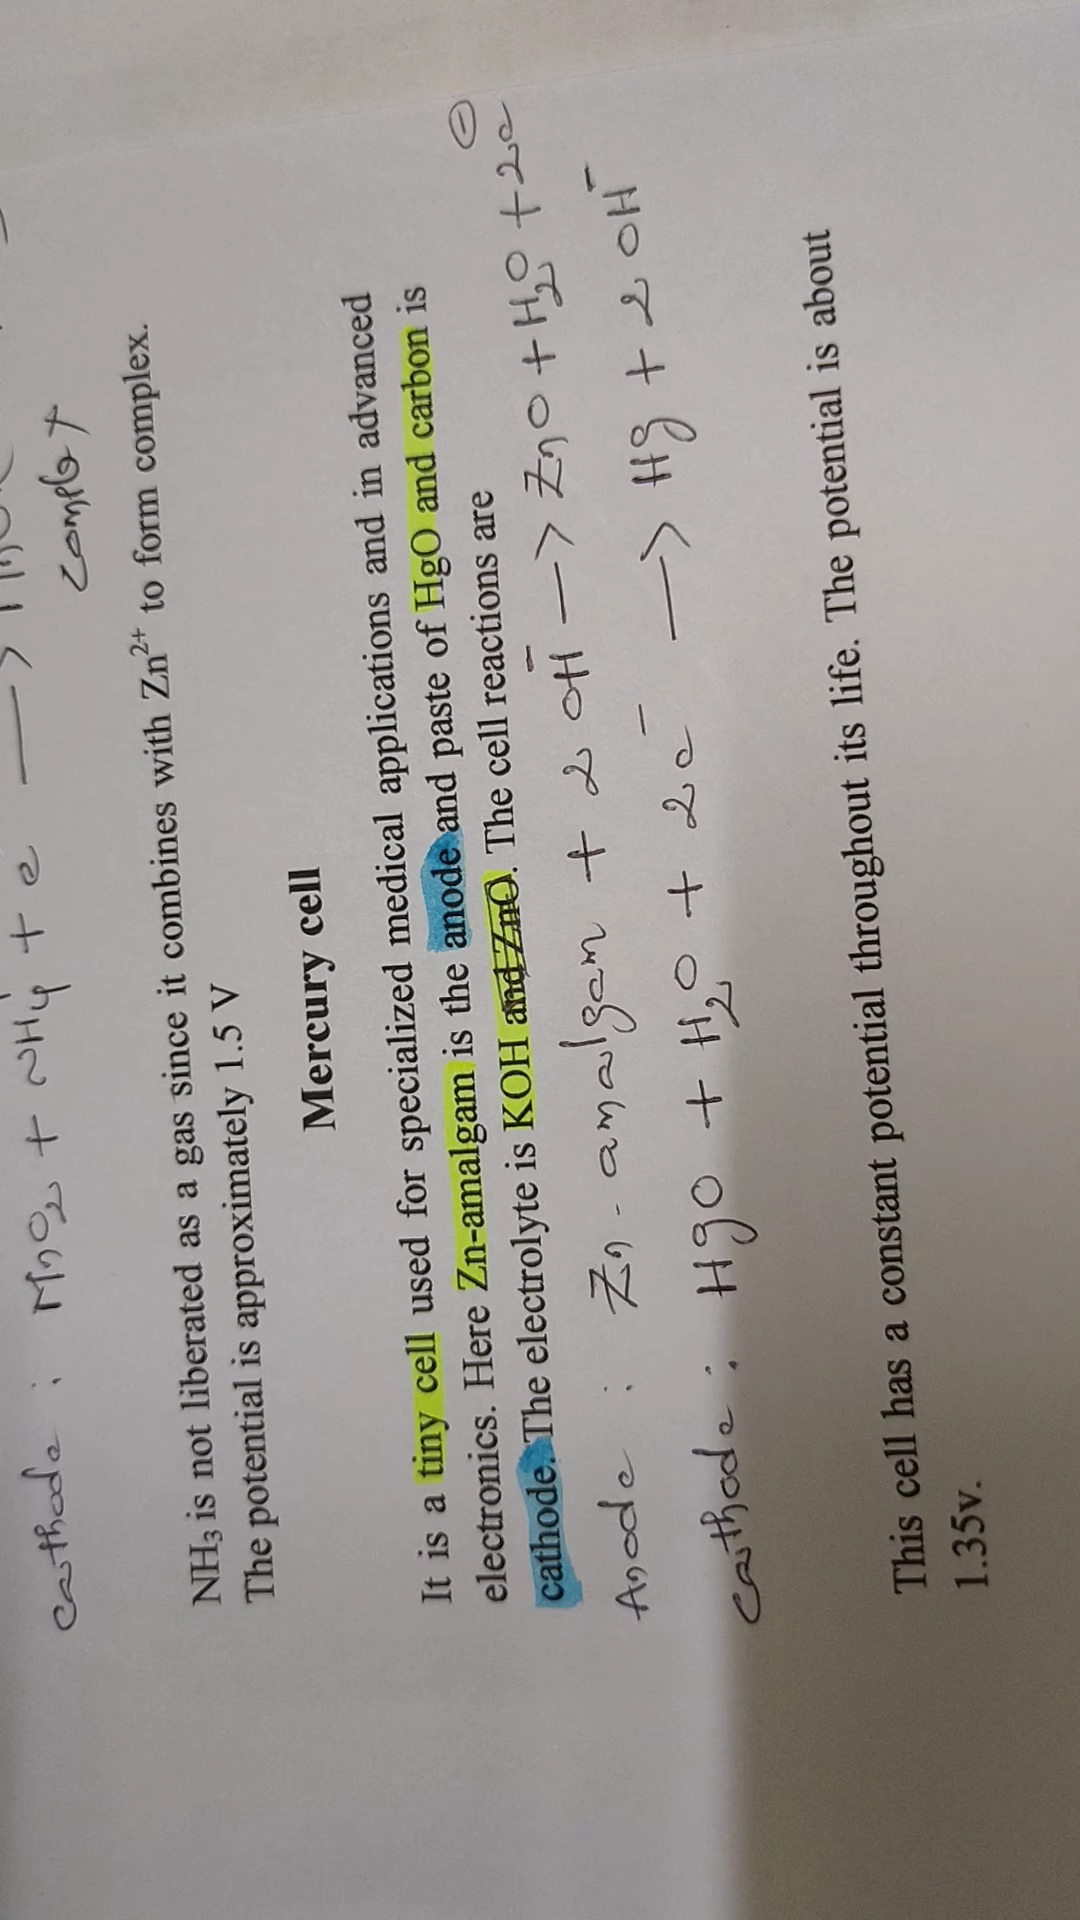 cathode : MnO2 + NH4 + e ⟶
complex
NH3 is not liberated as a gas since it combines with Zn²⁺ to form complex.
The potential is approximately 1.5 V
Mercury cell
It is a tiny cell used for specialized medical applications and in advanced
electronics. Here Zn-amalgam is the anode and paste of HgO and carbon is
cathode. The electrolyte is KOH and ZnO. The cell reactions are
Anode : Zn-amalgam + 2OH⁻ ⟶ ZnO + H2O + 2e⊖
cathode : HgO + H2O + 2e⁻ ⟶ Hg + 2OH⁻
This cell has a constant potential throughout its life. The potential is about
1.35v.